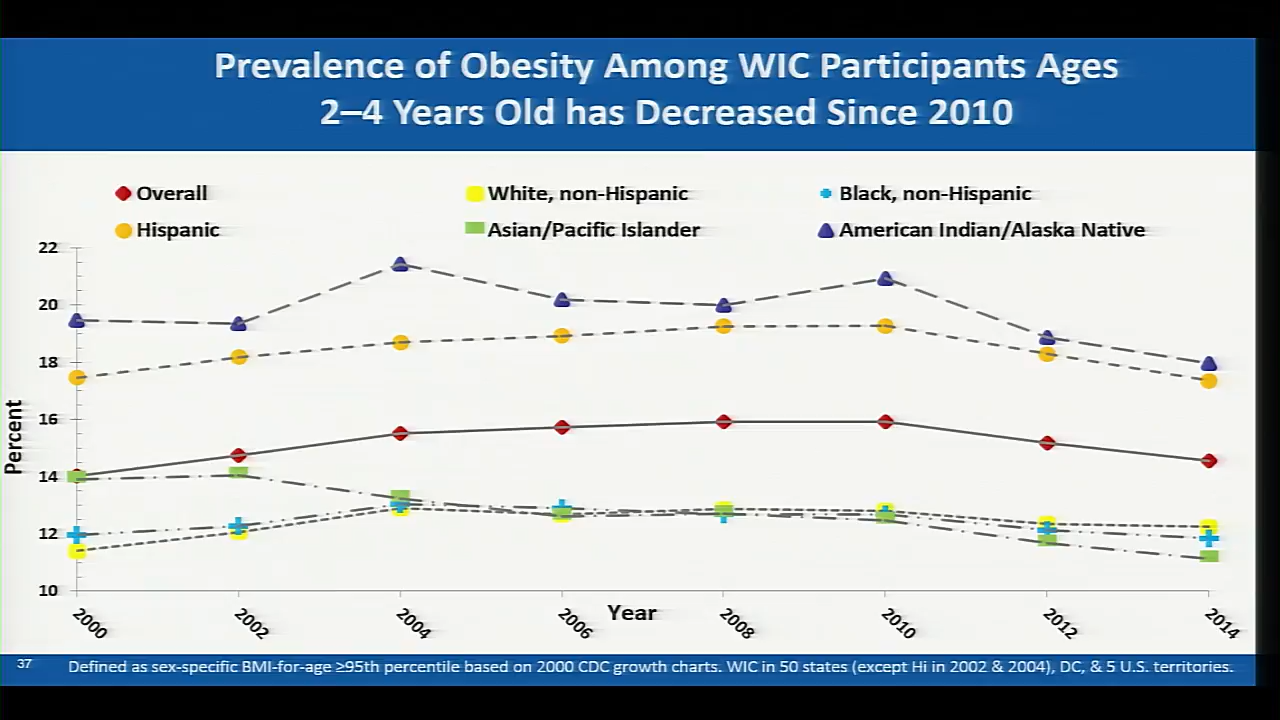 Prevalence of Obesity Among WIC Participants Ages
2–4 Years Old has Decreased Since 2010
Overall
White, non-Hispanic
Black, non-Hispanic
Hispanic
Asian/Pacific Islander
American Indian/Alaska Native
22
20
18
16
14
12
10
Percent
2000
2002
2004
2006
2008
2010
2012
2014
Year
37
Defined as sex-specific BMI-for-age ≥95th percentile based on 2000 CDC growth charts. WIC in 50 states (except Hi in 2002 & 2004), DC, & 5 U.S. territories.